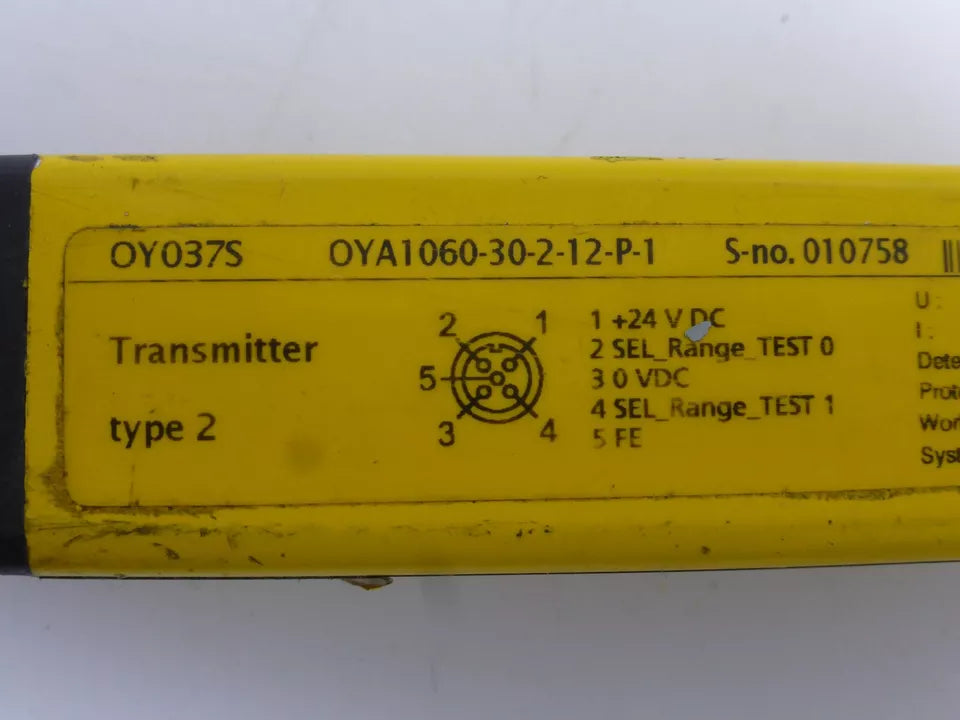 OY037S OYA1060-30-2-12-P-1 S-no. 010758
Transmitter
type 2
2 1
5
3 4
1 +24 V DC
2 SEL_Range_TEST 0
3 0 VDC
4 SEL_Range_TEST 1
5 FE
U :
I :